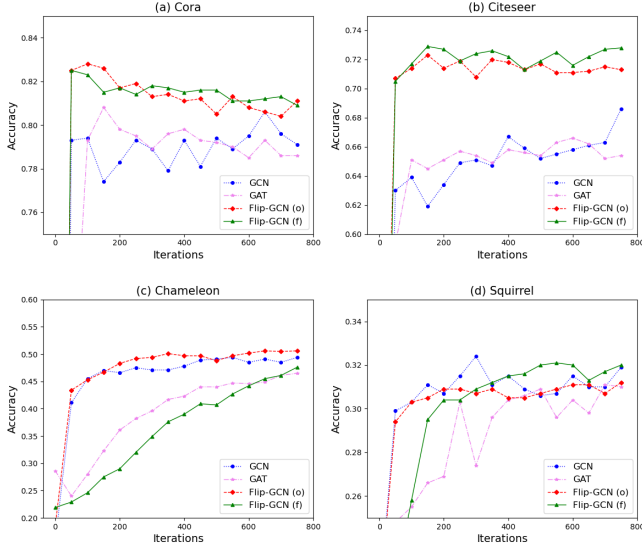 (a) Cora
Accuracy
0.84
0.82
0.80
0.78
0.76
0 200 400 600 800
Iterations
GCN
GAT
Flip-GCN (o)
Flip-GCN (f)
(b) Citeseer
Accuracy
0.74
0.72
0.70
0.68
0.66
0.64
0.62
0.60
0 200 400 600 800
Iterations
GCN
GAT
Flip-GCN (o)
Flip-GCN (f)
(c) Chameleon
Accuracy
0.60
0.55
0.50
0.45
0.40
0.35
0.30
0.25
0.20
0 200 400 600 800
Iterations
GCN
GAT
Flip-GCN (o)
Flip-GCN (f)
(d) Squirrel
Accuracy
0.34
0.32
0.30
0.28
0.26
0 200 400 600 800
Iterations
GCN
GAT
Flip-GCN (o)
Flip-GCN (f)